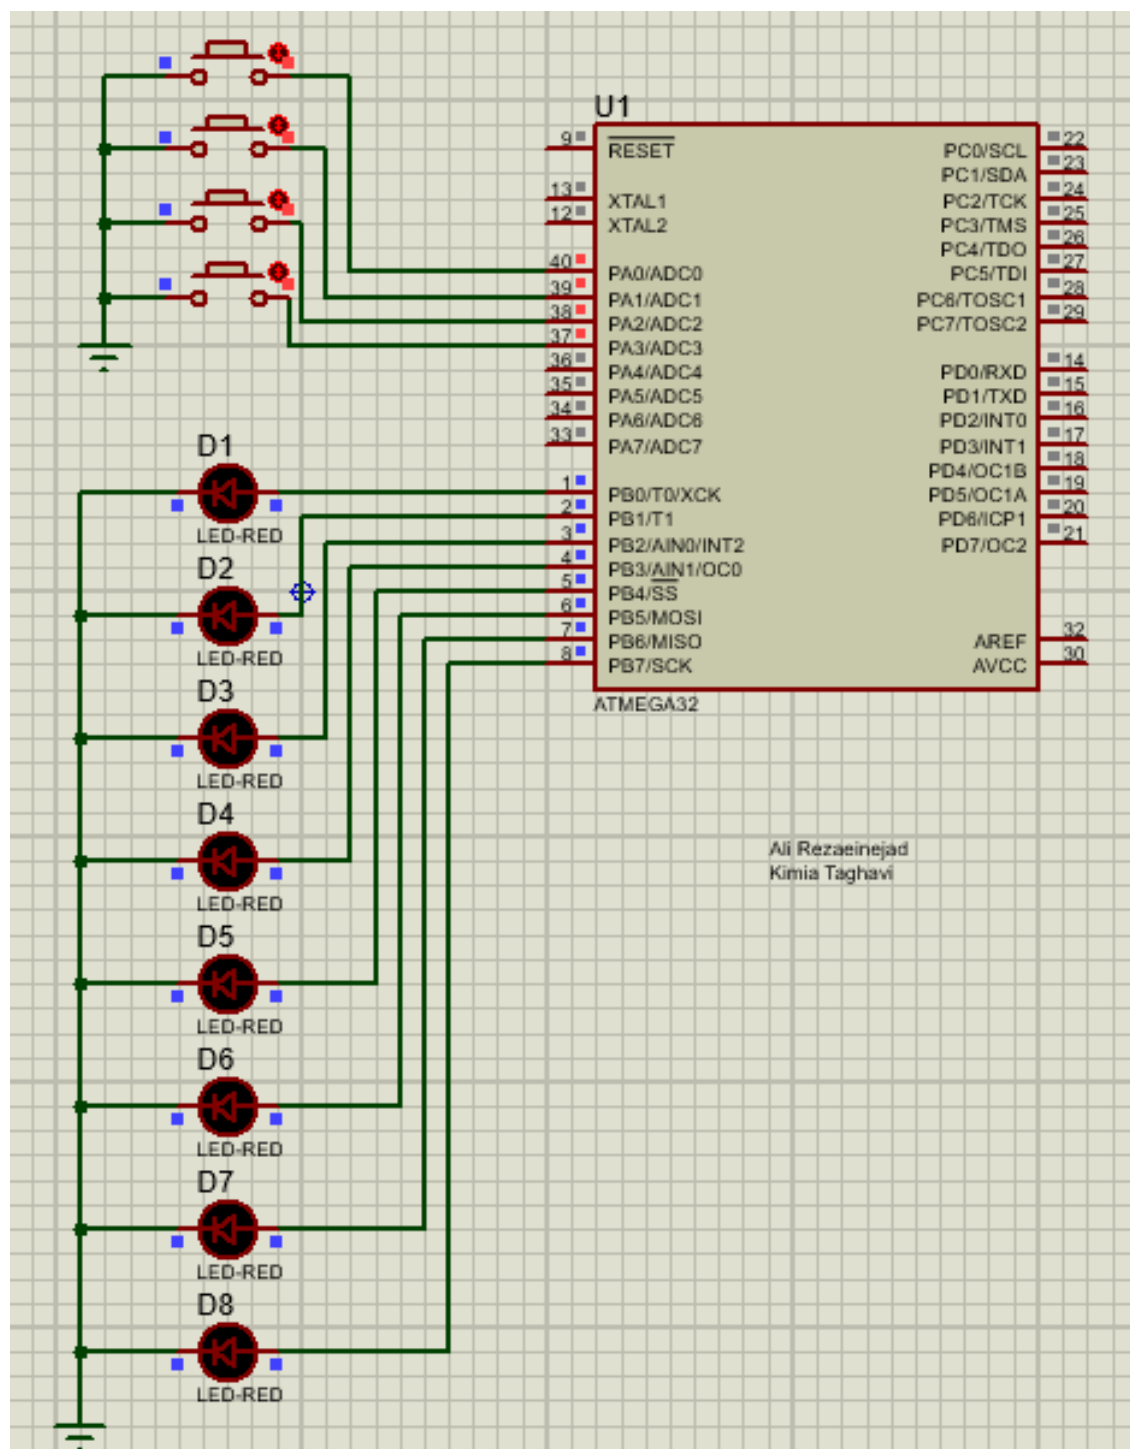 U1
9
RESET
13
XTAL1
12
XTAL2
40
PA0/ADC0
39
PA1/ADC1
38
PA2/ADC2
37
PA3/ADC3
36
PA4/ADC4
35
PA5/ADC5
34
PA6/ADC6
33
PA7/ADC7
1
PB0/T0/XCK
2
PB1/T1
3
PB2/AIN0/INT2
4
PB3/AIN1/OC0
5
PB4/SS
6
PB5/MOSI
7
PB6/MISO
8
PB7/SCK
22
PC0/SCL
23
PC1/SDA
24
PC2/TCK
25
PC3/TMS
26
PC4/TDO
27
PC5/TDI
28
PC6/TOSC1
29
PC7/TOSC2
14
PD0/RXD
15
PD1/TXD
16
PD2/INT0
17
PD3/INT1
18
PD4/OC1B
19
PD5/OC1A
20
PD6/ICP1
21
PD7/OC2
32
AREF
30
AVCC
ATMEGA32
D1
LED-RED
D2
LED-RED
D3
LED-RED
D4
LED-RED
D5
LED-RED
D6
LED-RED
D7
LED-RED
D8
LED-RED
Ali Rezaeinejad
Kimia Taghavi